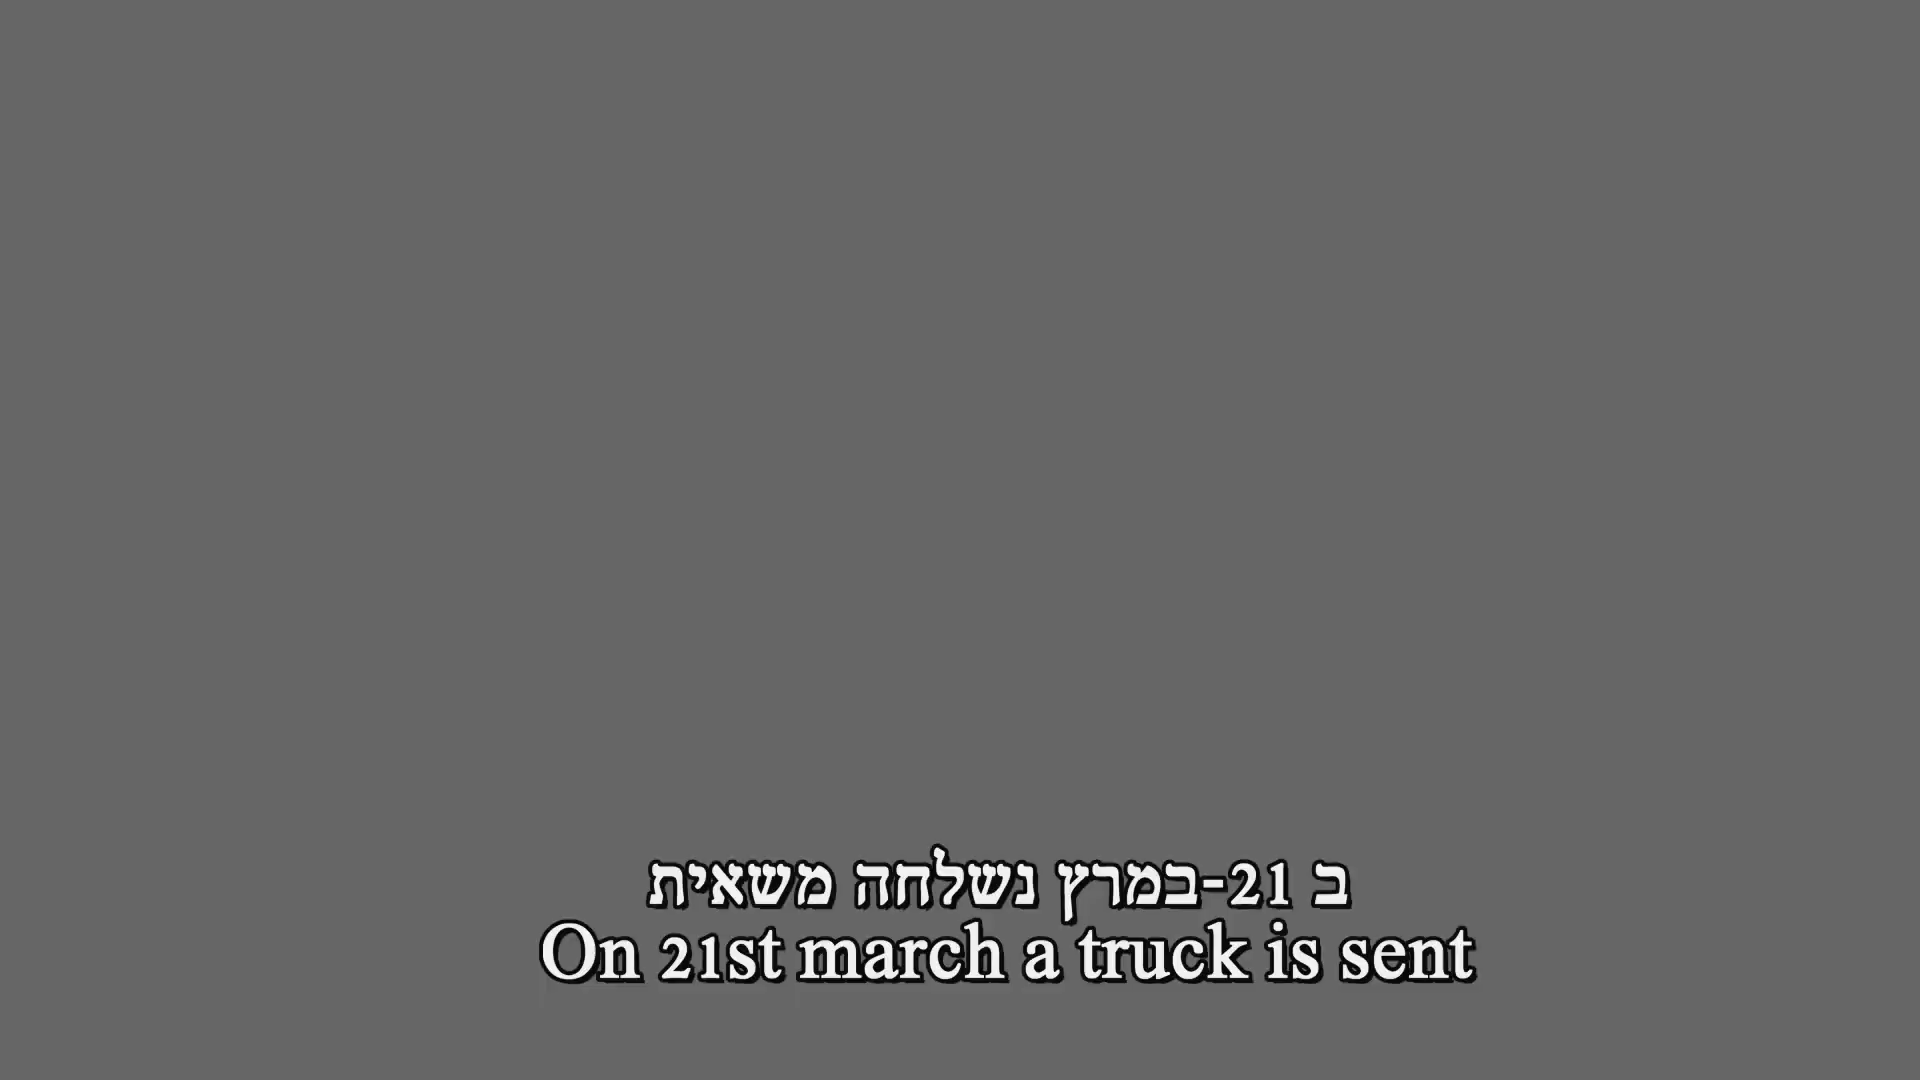 ב 21-במרץ נשלחה משאית
On 21st march a truck is sent